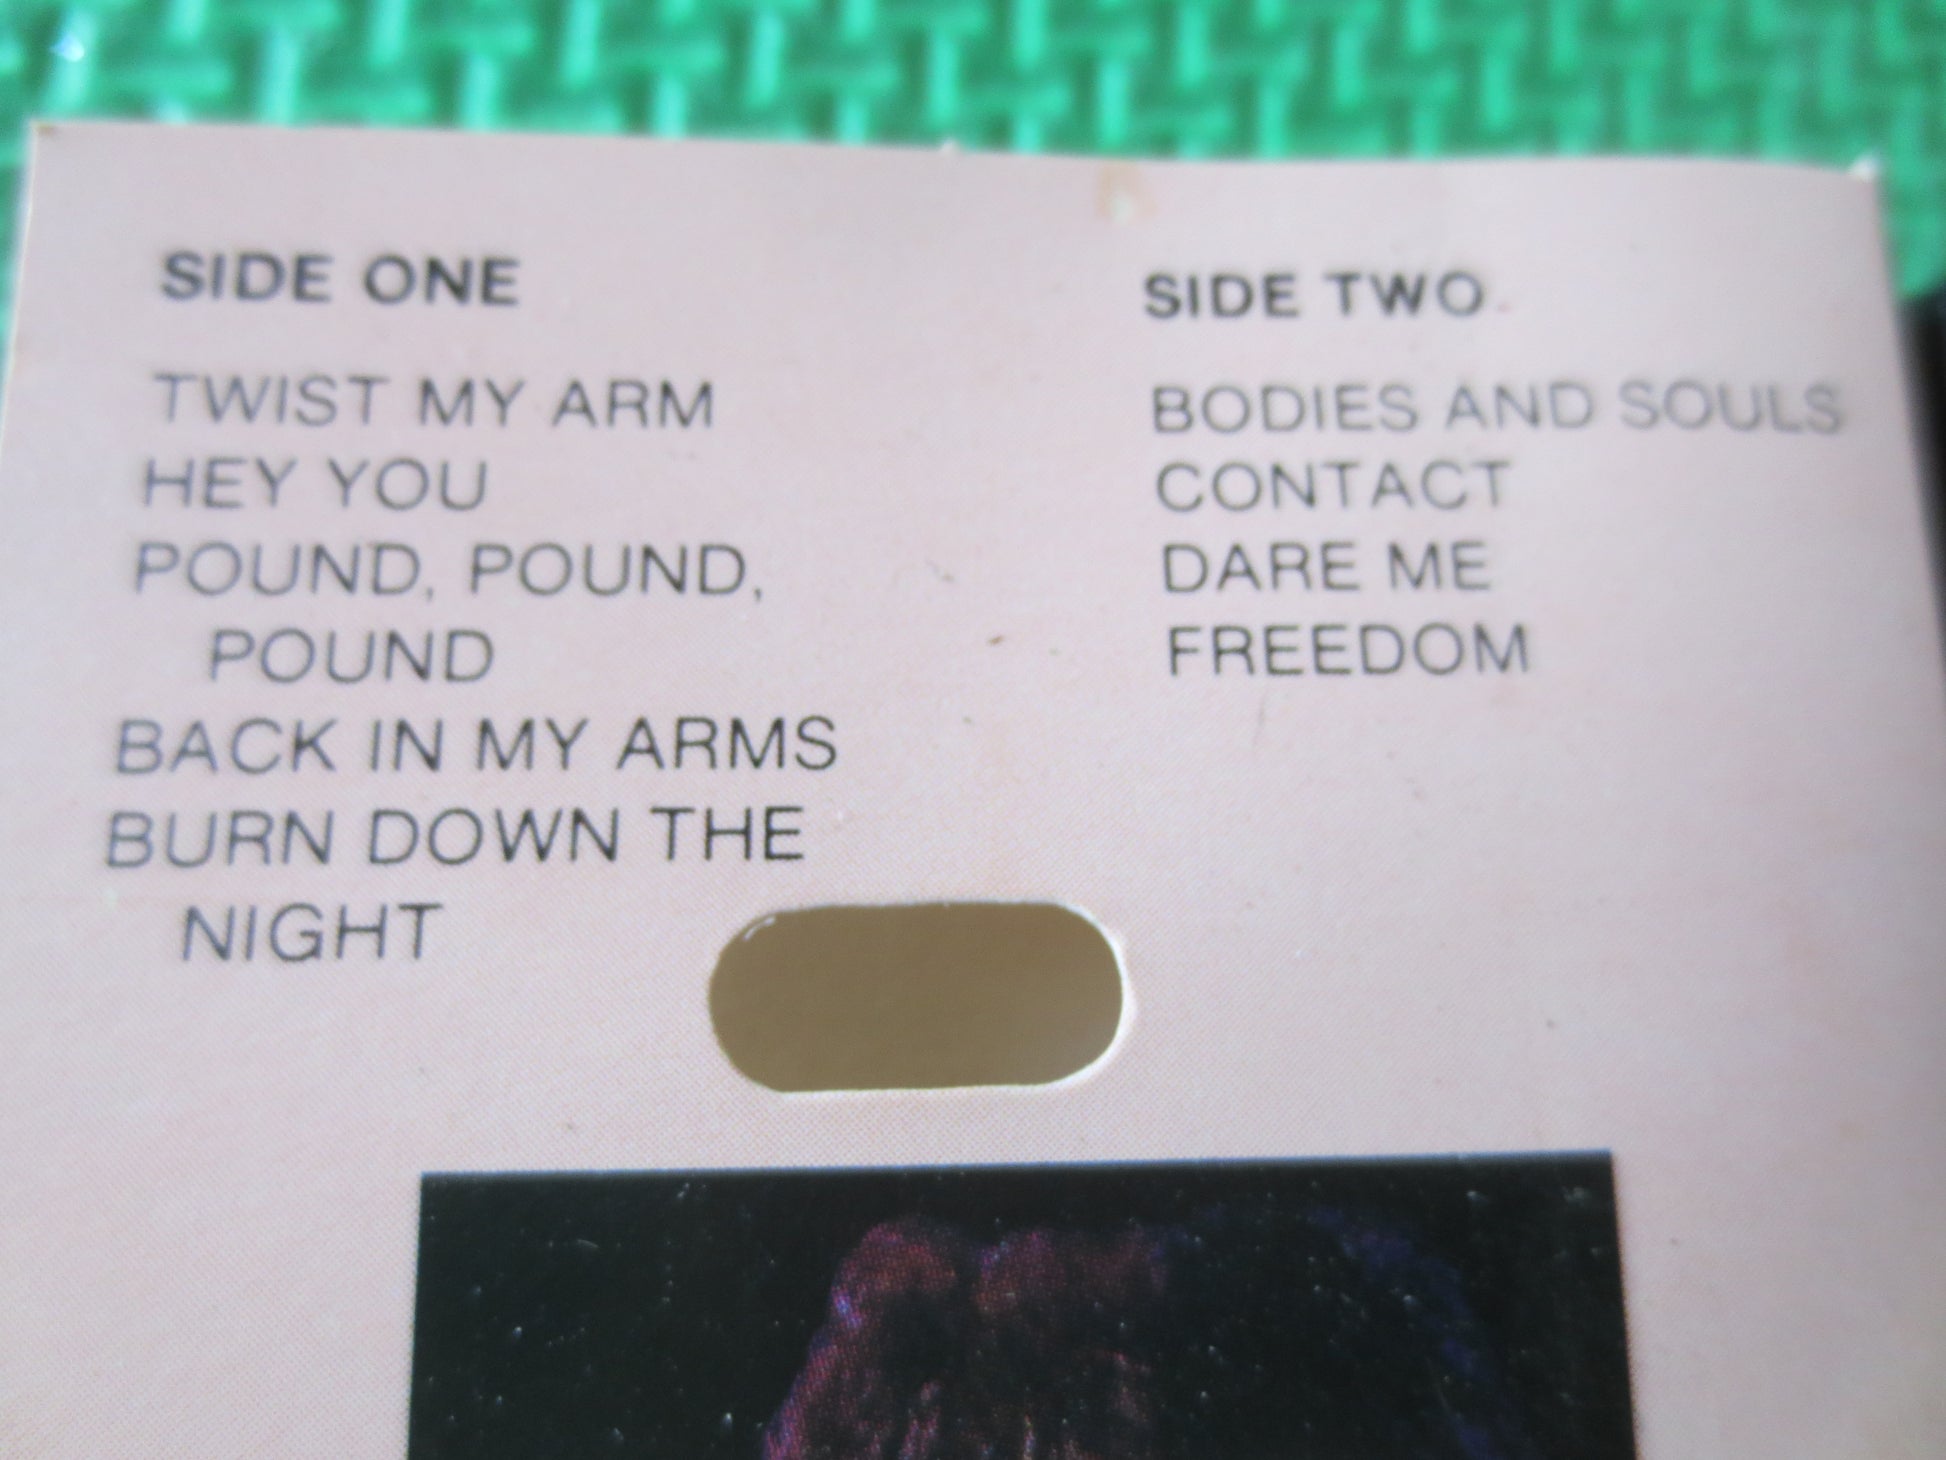 SIDE ONE
TWIST MY ARM
HEY YOU
POUND, POUND,
POUND
BACK IN MY ARMS
BURN DOWN THE
NIGHT
SIDE TWO
BODIES AND SOULS
CONTACT
DARE ME
FREEDOM